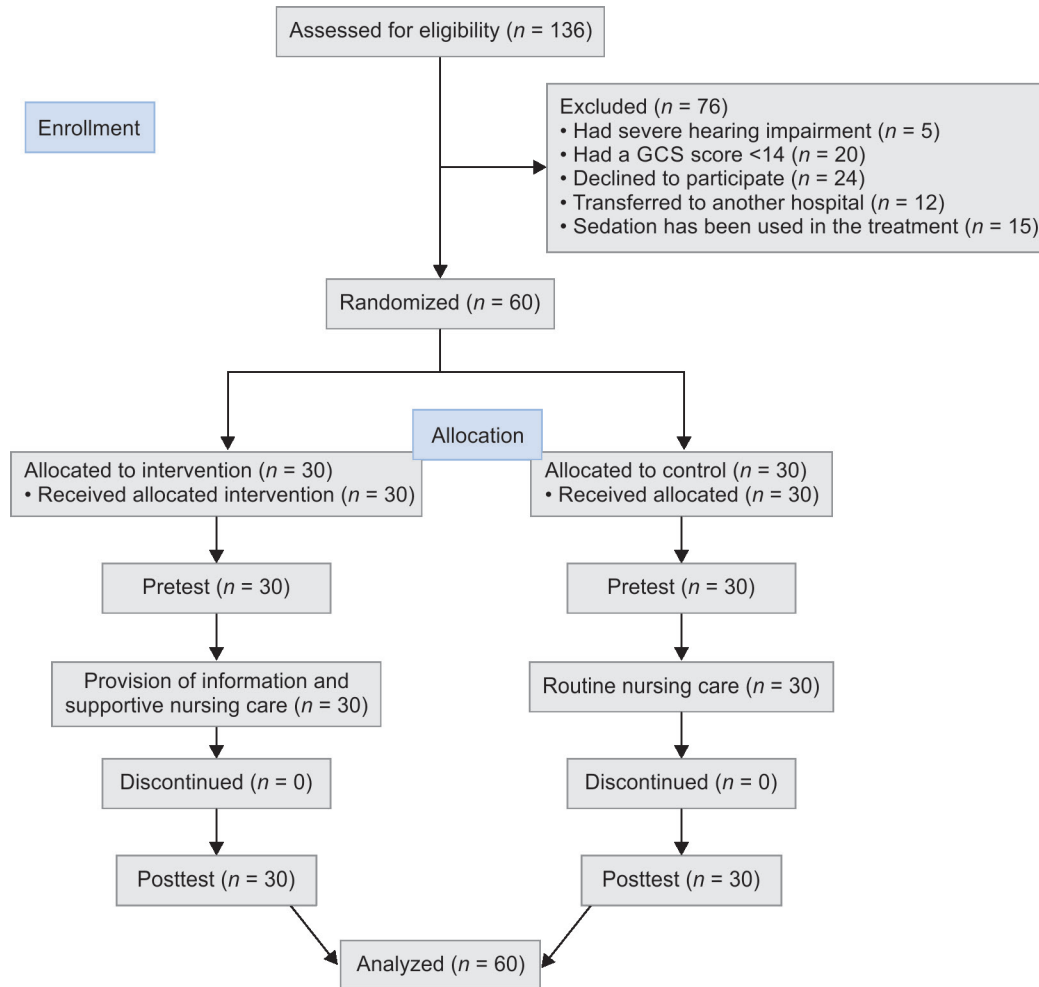 Assessed for eligibility (n = 136)
Enrollment
Excluded (n = 76)
• Had severe hearing impairment (n = 5)
• Had a GCS score <14 (n = 20)
• Declined to participate (n = 24)
• Transferred to another hospital (n = 12)
• Sedation has been used in the treatment (n = 15)
Randomized (n = 60)
Allocation
Allocated to intervention (n = 30)
• Received allocated intervention (n = 30)
Allocated to control (n = 30)
• Received allocated (n = 30)
Pretest (n = 30)
Pretest (n = 30)
Provision of information and
supportive nursing care (n = 30)
Routine nursing care (n = 30)
Discontinued (n = 0)
Discontinued (n = 0)
Posttest (n = 30)
Posttest (n = 30)
Analyzed (n = 60)